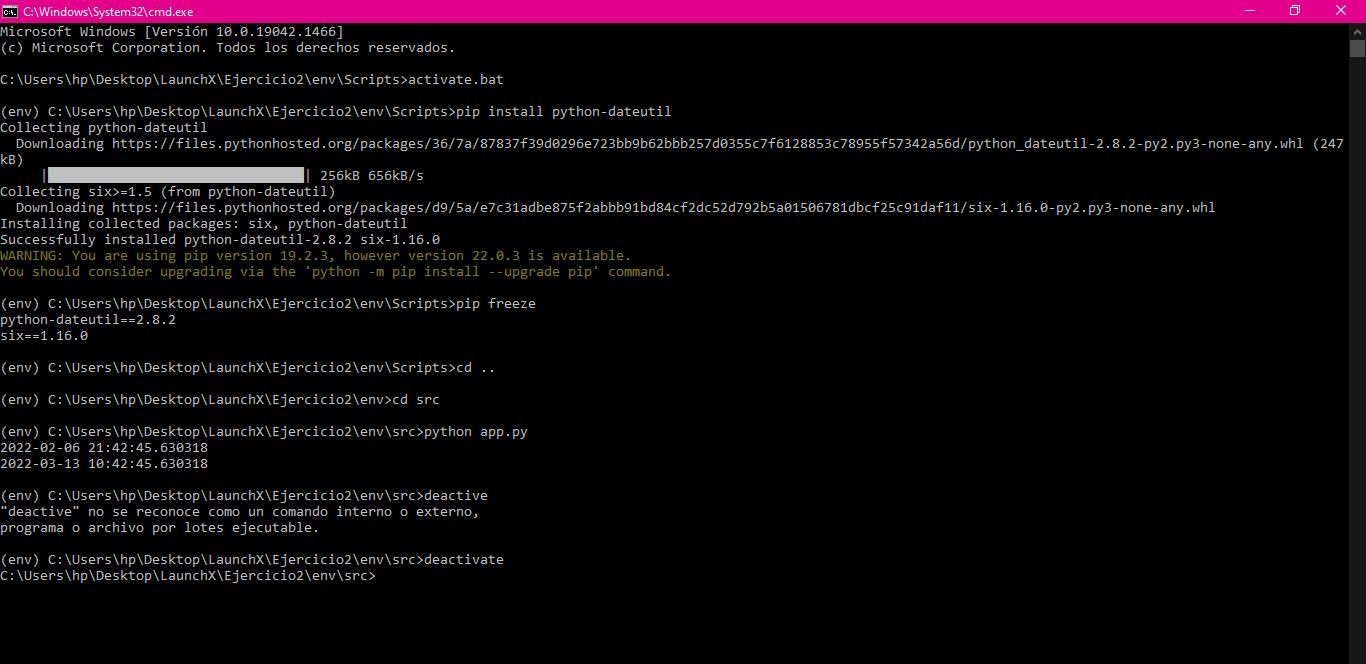 C:\Windows\System32\cmd.exe
Microsoft Windows [Versión 10.0.19042.1466]
(c) Microsoft Corporation. Todos los derechos reservados.
C:\Users\hp\Desktop\LaunchX\Ejercicio2\env\Scripts>activate.bat
(env) C:\Users\hp\Desktop\LaunchX\Ejercicio2\env\Scripts>pip install python-dateutil
Collecting python-dateutil
  Downloading https://files.pythonhosted.org/packages/36/7a/87837f39d0296e723bb9b62bbb257d0355c7f6128853c78955f57342a56d/python_dateutil-2.8.2-py2.py3-none-any.whl (247
kB)
| | 256kB 656kB/s
Collecting six>=1.5 (from python-dateutil)
  Downloading https://files.pythonhosted.org/packages/d9/5a/e7c31adbe875f2abbb91bd84cf2dc52d792b5a01506781dbcf25c91daf11/six-1.16.0-py2.py3-none-any.whl
Installing collected packages: six, python-dateutil
Successfully installed python-dateutil-2.8.2 six-1.16.0
WARNING: You are using pip version 19.2.3, however version 22.0.3 is available.
You should consider upgrading via the 'python -m pip install --upgrade pip' command.
(env) C:\Users\hp\Desktop\LaunchX\Ejercicio2\env\Scripts>pip freeze
python-dateutil==2.8.2
six==1.16.0
(env) C:\Users\hp\Desktop\LaunchX\Ejercicio2\env\Scripts>cd ..
(env) C:\Users\hp\Desktop\LaunchX\Ejercicio2\env>cd src
(env) C:\Users\hp\Desktop\LaunchX\Ejercicio2\env\src>python app.py
2022-02-06 21:42:45.630318
2022-03-13 10:42:45.630318
(env) C:\Users\hp\Desktop\LaunchX\Ejercicio2\env\src>deactive
"deactive" no se reconoce como un comando interno o externo,
programa o archivo por lotes ejecutable.
(env) C:\Users\hp\Desktop\LaunchX\Ejercicio2\env\src>deactivate
C:\Users\hp\Desktop\LaunchX\Ejercicio2\env\src>